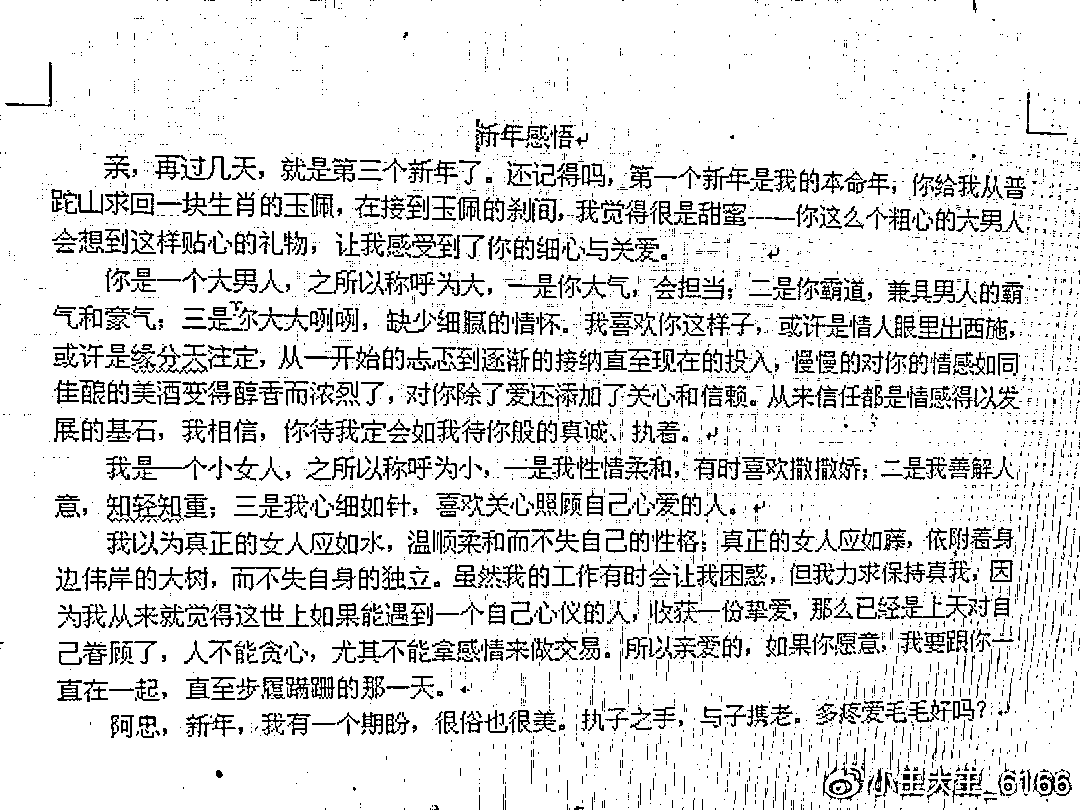 新年感悟
亲，再过几天，就是第三个新年了。还记得吗，第一个新年是我的本命年，你给我从普
陀山求回一块生肖的玉佩，在接到玉佩的刹间，我觉得很是甜蜜——你这么个粗心的大男人
会想到这样贴心的礼物，让我感受到了你的细心与关爱。
你是一个大男人，之所以称呼为大，一是你大气，会担当；二是你霸道，兼具男人的霸
气和豪气；三是你大大咧咧，缺少细腻的情怀。我喜欢你这样子，或许是情人眼里出西施，
或许是缘分天注定，从一开始的忐忑到逐渐的接纳直至现在的投入，慢慢的对你的情感如同
佳酿的美酒变得醇香而浓烈了，对你除了爱还添加了关心和信赖。从来信任都是情感得以发
展的基石，我相信，你待我定会如我待你般的真诚、执着。
我是一个小女人，之所以称呼为小，一是我性情柔和，有时喜欢撒撒娇；二是我善解人
意，知轻知重；三是我心细如针，喜欢关心照顾自己心爱的人。
我以为真正的女人应如水，温顺柔和而不失自己的性格；真正的女人应如藤，依附着身
边伟岸的大树，而不失自身的独立。虽然我的工作有时会让我困惑，但我力求保持真我，因
为我从来就觉得这世上如果能遇到一个自己心仪的人，收获一份挚爱，那么已经是上天对自
己眷顾了，人不能贪心，尤其不能拿感情来做交易。所以亲爱的，如果你愿意，我要跟你一
直在一起，直至步履蹒跚的那一天。
阿忠，新年，我有一个期盼，很俗也很美。执子之手，与子携老。多疼爱毛毛好吗？
小王大王_6166